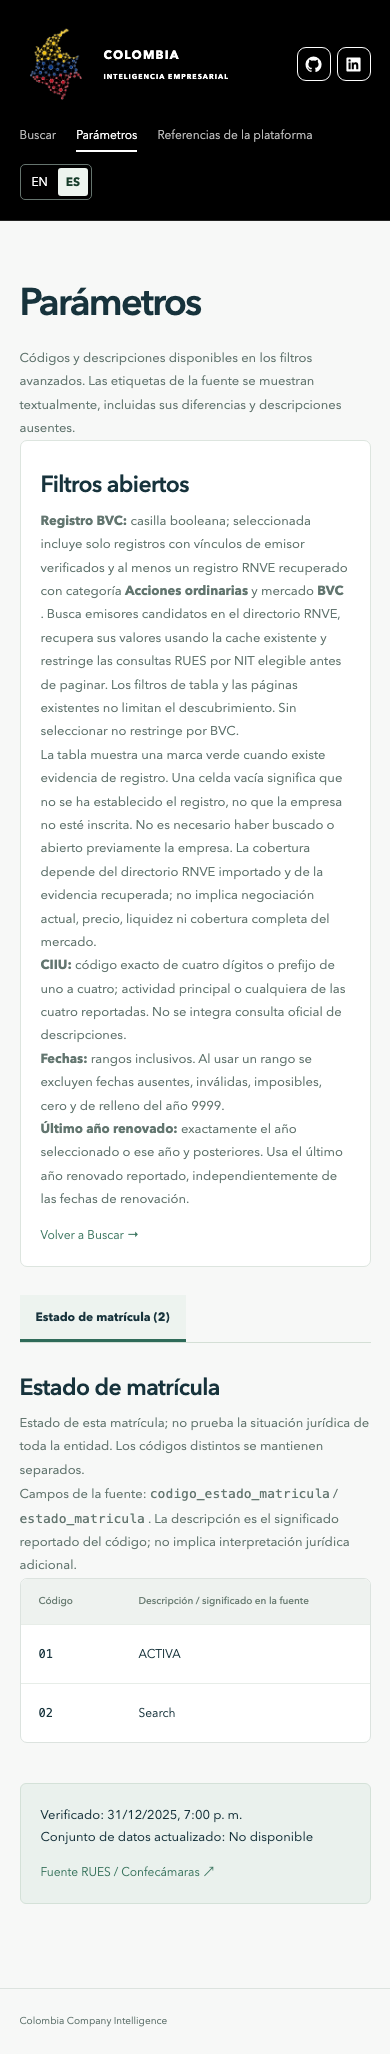 COLOMBIA
INTELIGENCIA EMPRESARIAL
Buscar Parámetros Referencias de la plataforma
EN ES
Parámetros
Códigos y descripciones disponibles en los filtros
avanzados. Las etiquetas de la fuente se muestran
textualmente, incluidas sus diferencias y descripciones
ausentes.
Filtros abiertos
Registro BVC: casilla booleana; seleccionada
incluye solo registros con vínculos de emisor
verificados y al menos un registro RNVE recuperado
con categoría Acciones ordinarias y mercado BVC
. Busca emisores candidatos en el directorio RNVE,
recupera sus valores usando la cache existente y
restringe las consultas RUES por NIT elegible antes
de paginar. Los filtros de tabla y las páginas
existentes no limitan el descubrimiento. Sin
seleccionar no restringe por BVC.
La tabla muestra una marca verde cuando existe
evidencia de registro. Una celda vacía significa que
no se ha establecido el registro, no que la empresa
no esté inscrita. No es necesario haber buscado o
abierto previamente la empresa. La cobertura
depende del directorio RNVE importado y de la
evidencia recuperada; no implica negociación
actual, precio, liquidez ni cobertura completa del
mercado.
CIIU: código exacto de cuatro dígitos o prefijo de
uno a cuatro; actividad principal o cualquiera de las
cuatro reportadas. No se integra consulta oficial de
descripciones.
Fechas: rangos inclusivos. Al usar un rango se
excluyen fechas ausentes, inválidas, imposibles,
cero y de relleno del año 9999.
Último año renovado: exactamente el año
seleccionado o ese año y posteriores. Usa el último
año renovado reportado, independientemente de
las fechas de renovación.
Volver a Buscar →
Estado de matrícula (2)
Estado de matrícula
Estado de esta matrícula; no prueba la situación jurídica de
toda la entidad. Los códigos distintos se mantienen
separados.
Campos de la fuente: codigo_estado_matricula /
estado_matricula . La descripción es el significado
reportado del código; no implica interpretación jurídica
adicional.
Código Descripción / significado en la fuente
01 ACTIVA
02 Search
Verificado: 31/12/2025, 7:00 p. m.
Conjunto de datos actualizado: No disponible
Fuente RUES / Confecámaras ↗
Colombia Company Intelligence